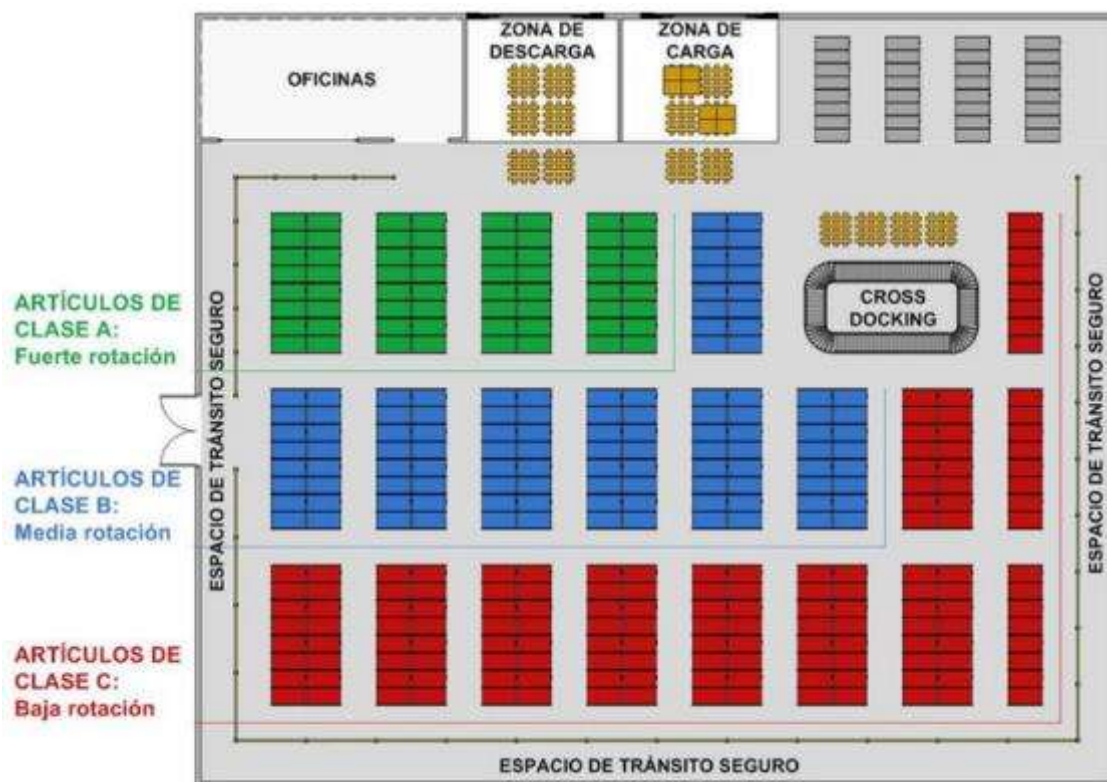 OFICINAS
ZONA DE
DESCARGA
ZONA DE
CARGA
ARTÍCULOS DE
CLASE A:
Fuerte rotación
CROSS
DOCKING
ESPACIO DE TRÁNSITO SEGURO
ESPACIO DE TRÁNSITO SEGURO
ARTÍCULOS DE
CLASE B:
Media rotación
ARTÍCULOS DE
CLASE C:
Baja rotación
ESPACIO DE TRÁNSITO SEGURO